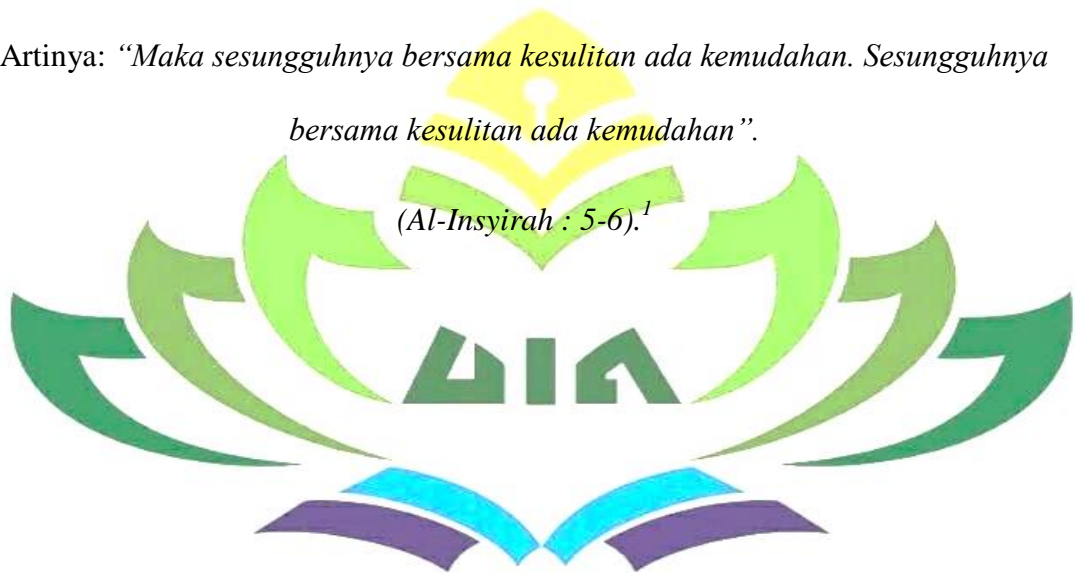 Artinya: “Maka sesungguhnya bersama kesulitan ada kemudahan. Sesungguhnya
bersama kesulitan ada kemudahan”.
(Al-Insyirah : 5-6).¹
UIN